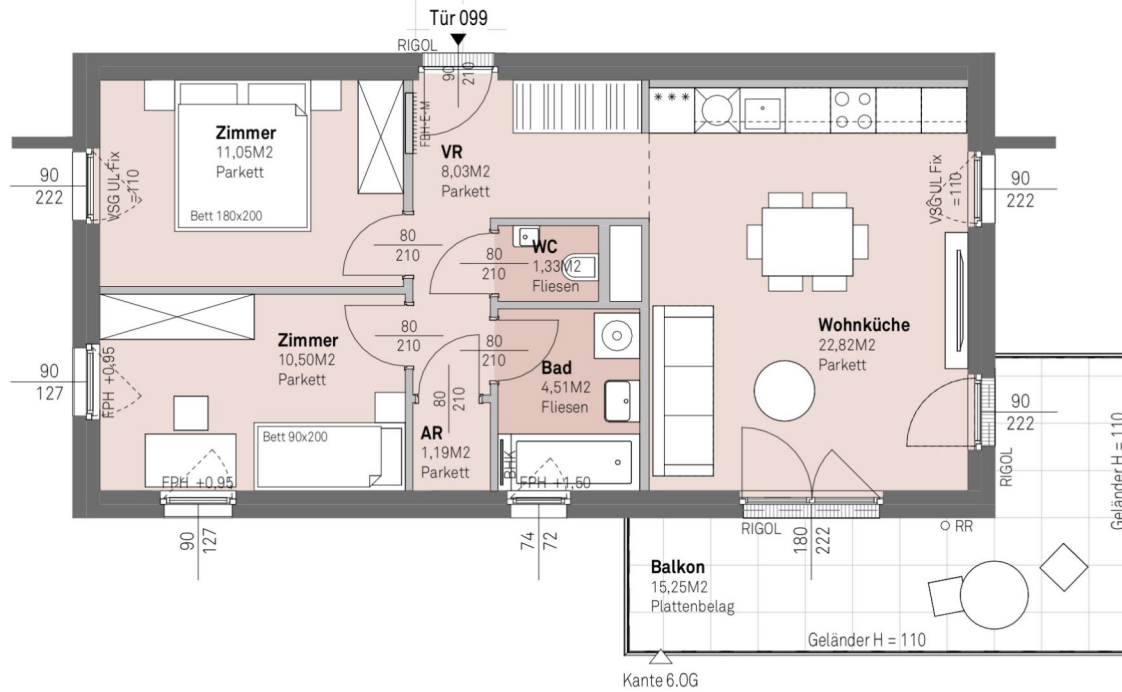 Tür 099
RIGOL
90
210
FBH-E-M
Zimmer
11,05M2
Parkett
VR
8,03M2
Parkett
***
90
222
VSG UL Fix
=110
Bett 180x200
VSG UL Fix
=110
90
222
80
210
80
210
WC
1,33M2
Fliesen
Zimmer
10,50M2
Parkett
80
210
80
210
Bad
4,51M2
Fliesen
Wohnküche
22,82M2
Parkett
90
127
FPH +0,95
80
210
90
222
Bett 90x200
AR
1,19M2
Parkett
BHK
RIGOL
Geländer H = 110
FPH +0,95
FPH +1,50
90
127
74
72
RIGOL
180
222
RR
Balkon
15,25M2
Plattenbelag
Geländer H = 110
Kante 6.OG